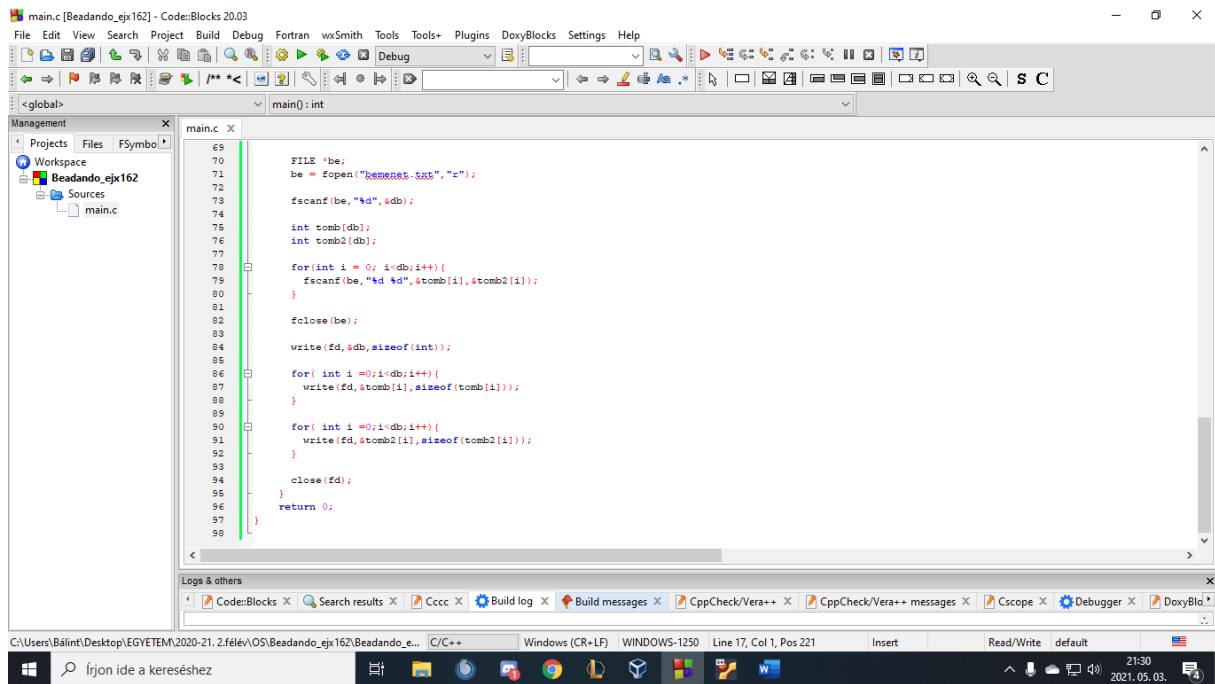 main.c [Beadando_ejx162] - Code::Blocks 20.03
File Edit View Search Project Build Debug Fortran wxSmith Tools Tools+ Plugins DoxyBlocks Settings Help
Debug
/** *< S C
<global> main() : int
Management
Projects Files FSymbo
Workspace
Beadando_ejx162
Sources
main.c
main.c
69
70 FILE *be;
71 be = fopen("bemenet.txt","r");
72
73 fscanf(be,"%d",&db);
74
75 int tomb[db];
76 int tomb2[db];
77
78 for(int i = 0; i<db;i++){
79 fscanf(be,"%d %d",&tomb[i],&tomb2[i]);
80 }
81
82 fclose(be);
83
84 write(fd,&db,sizeof(int));
85
86 for( int i =0;i<db;i++){
87 write(fd,&tomb[i],sizeof(tomb[i]));
88 }
89
90 for( int i =0;i<db;i++){
91 write(fd,&tomb2[i],sizeof(tomb2[i]));
92 }
93
94 close(fd);
95 }
96 return 0;
97 }
98
Logs & others
Code::Blocks Search results Cccc Build log Build messages CppCheck/Vera++ CppCheck/Vera++ messages Cscope Debugger DoxyBlo
C:\Users\Bálint\Desktop\EGYETEM\2020-21. 2.félév\OS\Beadando_ejx162\Beadando_e... C/C++ Windows (CR+LF) WINDOWS-1250 Line 17, Col 1, Pos 221 Insert Read/Write default
Írjon ide a kereséshez
21:30
2021. 05. 03.
4